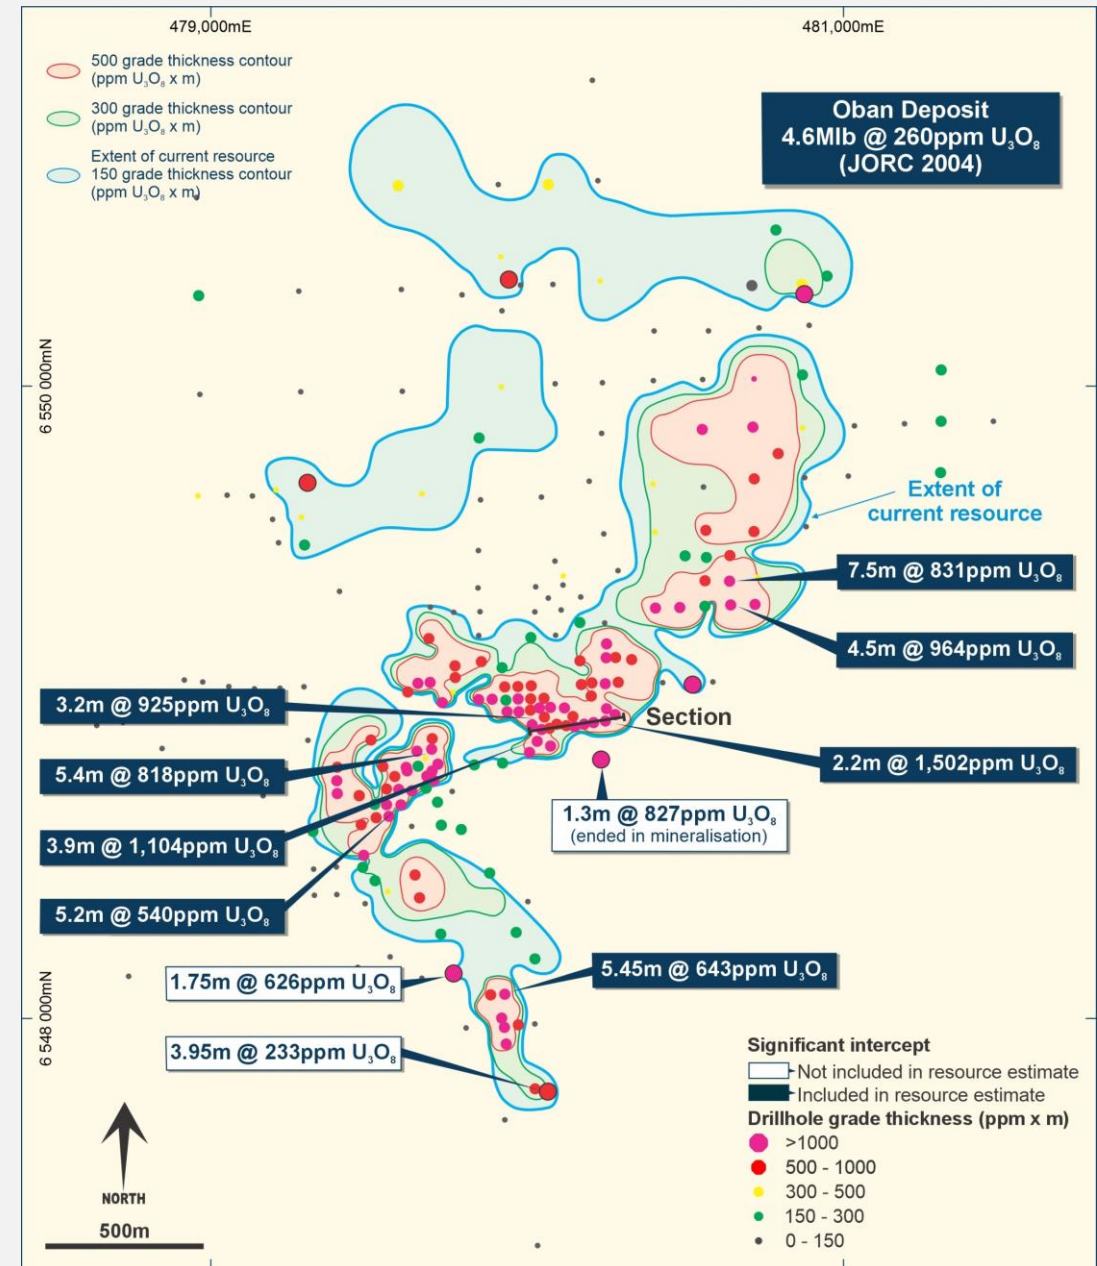 479,000mE
481,000mE
500 grade thickness contour
(ppm U₃O₈ x m)
300 grade thickness contour
(ppm U₃O₈ x m)
Extent of current resource
150 grade thickness contour
(ppm U₃O₈ x m)
Oban Deposit
4.6Mlb @ 260ppm U₃O₈
(JORC 2004)
6 550 000mN
Extent of
current resource
7.5m @ 831ppm U₃O₈
4.5m @ 964ppm U₃O₈
3.2m @ 925ppm U₃O₈
Section
5.4m @ 818ppm U₃O₈
2.2m @ 1,502ppm U₃O₈
1.3m @ 827ppm U₃O₈
(ended in mineralisation)
3.9m @ 1,104ppm U₃O₈
5.2m @ 540ppm U₃O₈
1.75m @ 626ppm U₃O₈
5.45m @ 643ppm U₃O₈
6 548 000mN
3.95m @ 233ppm U₃O₈
Significant intercept
Not included in resource estimate
Included in resource estimate
Drillhole grade thickness (ppm x m)
>1000
500 - 1000
300 - 500
150 - 300
0 - 150
NORTH
500m